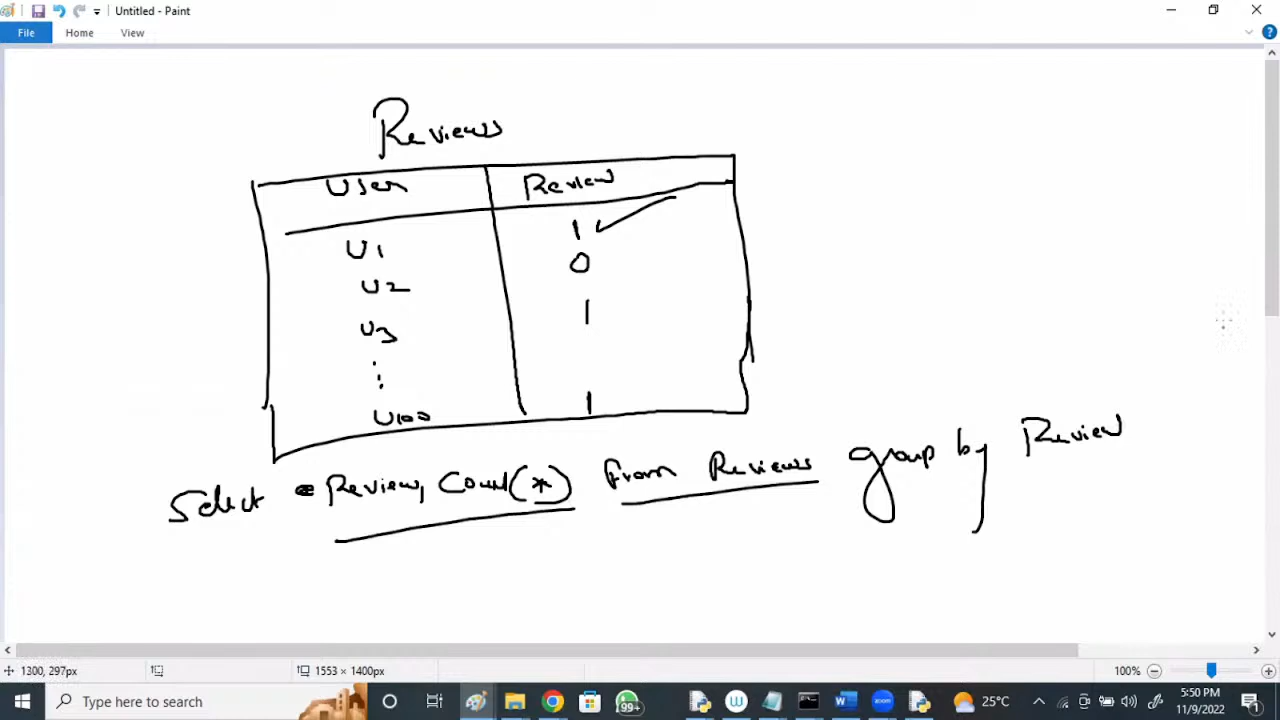 Untitled - Paint
File Home View
Reviews
User Review
U1 1
U2 0
U3 1
⋮
U100 1
Select Review, Count(*) From Reviews group by Review
1300, 297px 1553 × 1400px 100%
Type here to search 99+ 25°C 5:50 PM
11/9/2022 1